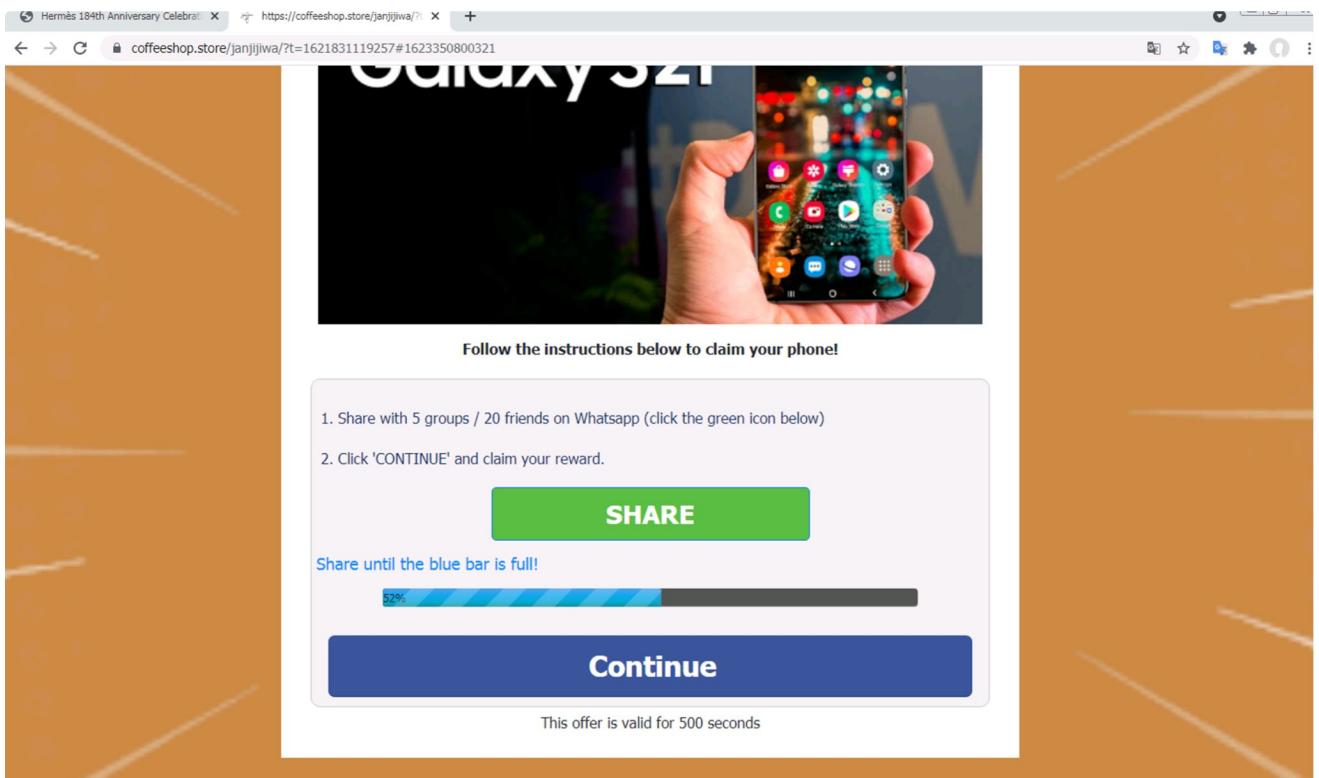 Hermès 184th Anniversary Celebrati
https://coffeeshop.store/janjijiwa/?
coffeeshop.store/janjijiwa/?t=1621831119257#1623350800321
Galaxy S21
Follow the instructions below to claim your phone!
1. Share with 5 groups / 20 friends on Whatsapp (click the green icon below)
2. Click 'CONTINUE' and claim your reward.
SHARE
Share until the blue bar is full!
52%
Continue
This offer is valid for 500 seconds